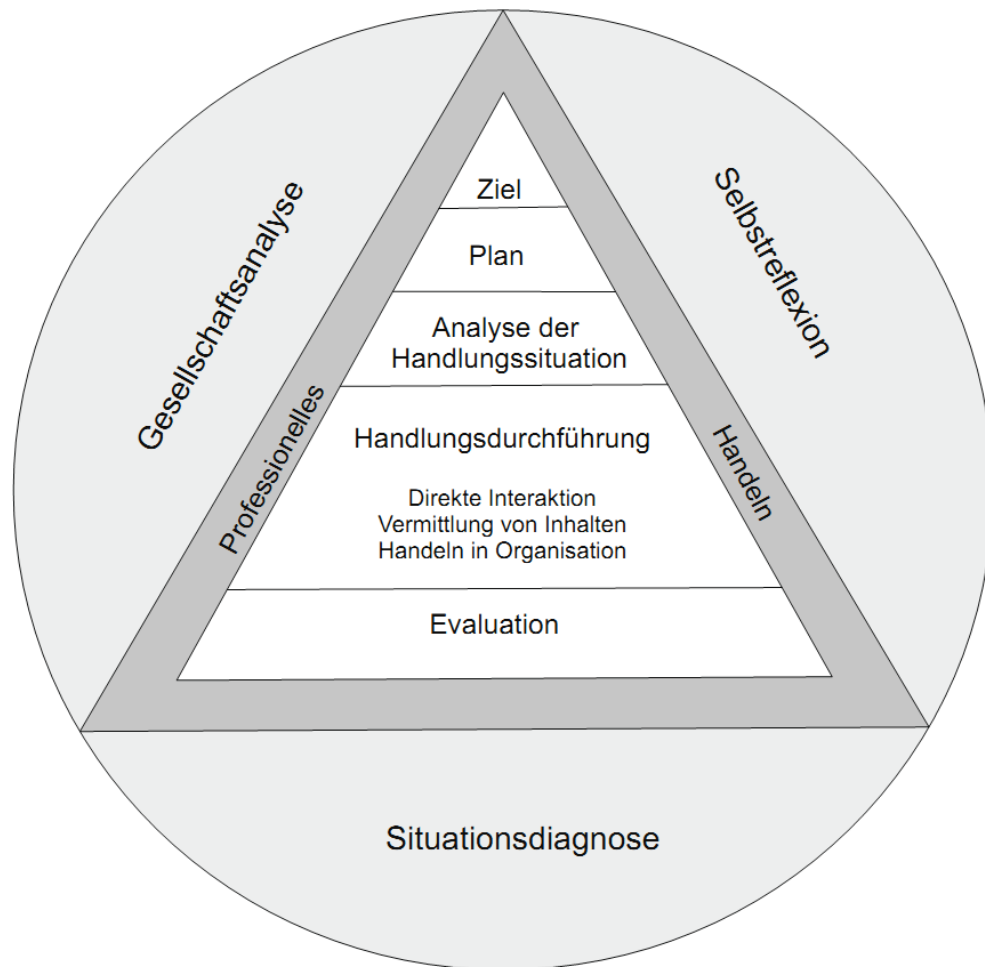 Gesellschaftsanalyse
Selbstreflexion
Professionelles
Handeln
Ziel
Plan
Analyse der
Handlungssituation
Handlungsdurchführung
Direkte Interaktion
Vermittlung von Inhalten
Handeln in Organisation
Evaluation
Situationsdiagnose